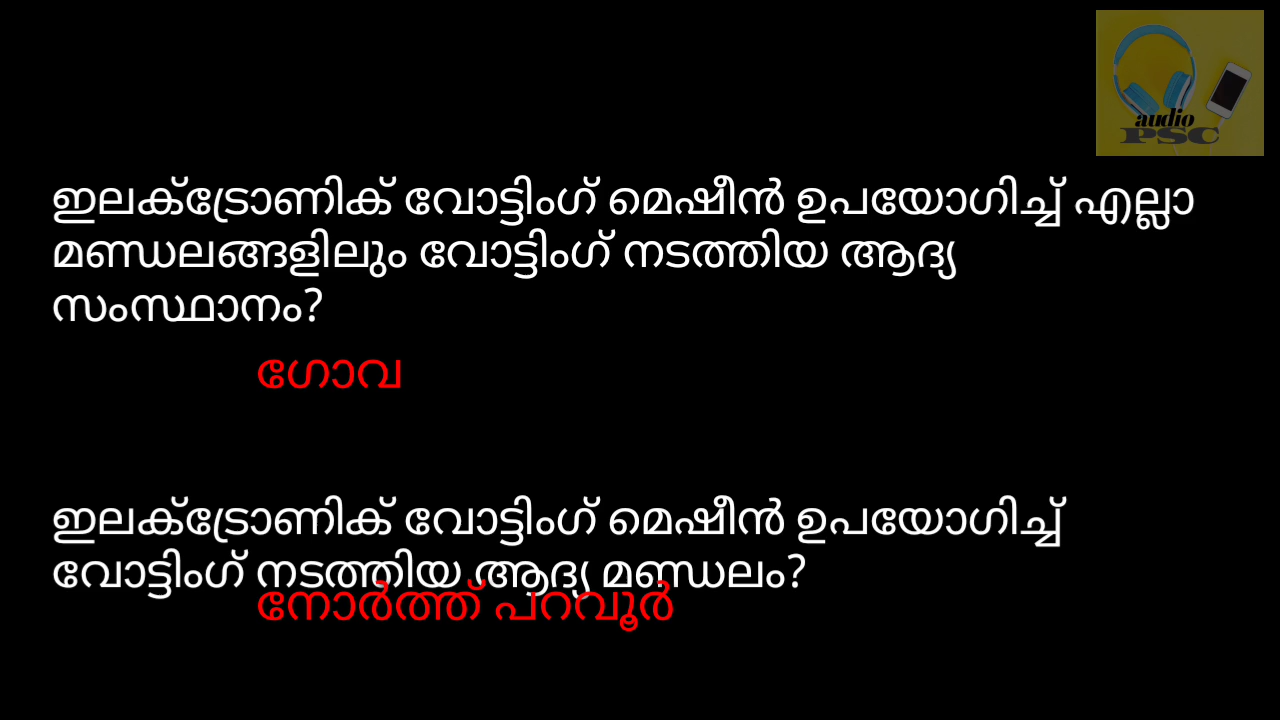 audio
PSC
ഇലക്ട്രോണിക് വോട്ടിംഗ് മെഷീൻ ഉപയോഗിച്ച് എല്ലാ
മണ്ഡലങ്ങളിലും വോട്ടിംഗ് നടത്തിയ ആദ്യ
സംസ്ഥാനം?
ഗോവ
ഇലക്ട്രോണിക് വോട്ടിംഗ് മെഷീൻ ഉപയോഗിച്ച്
വോട്ടിംഗ് നടത്തിയ ആദ്യ മണ്ഡലം?
നോർത്ത് പറവൂർ